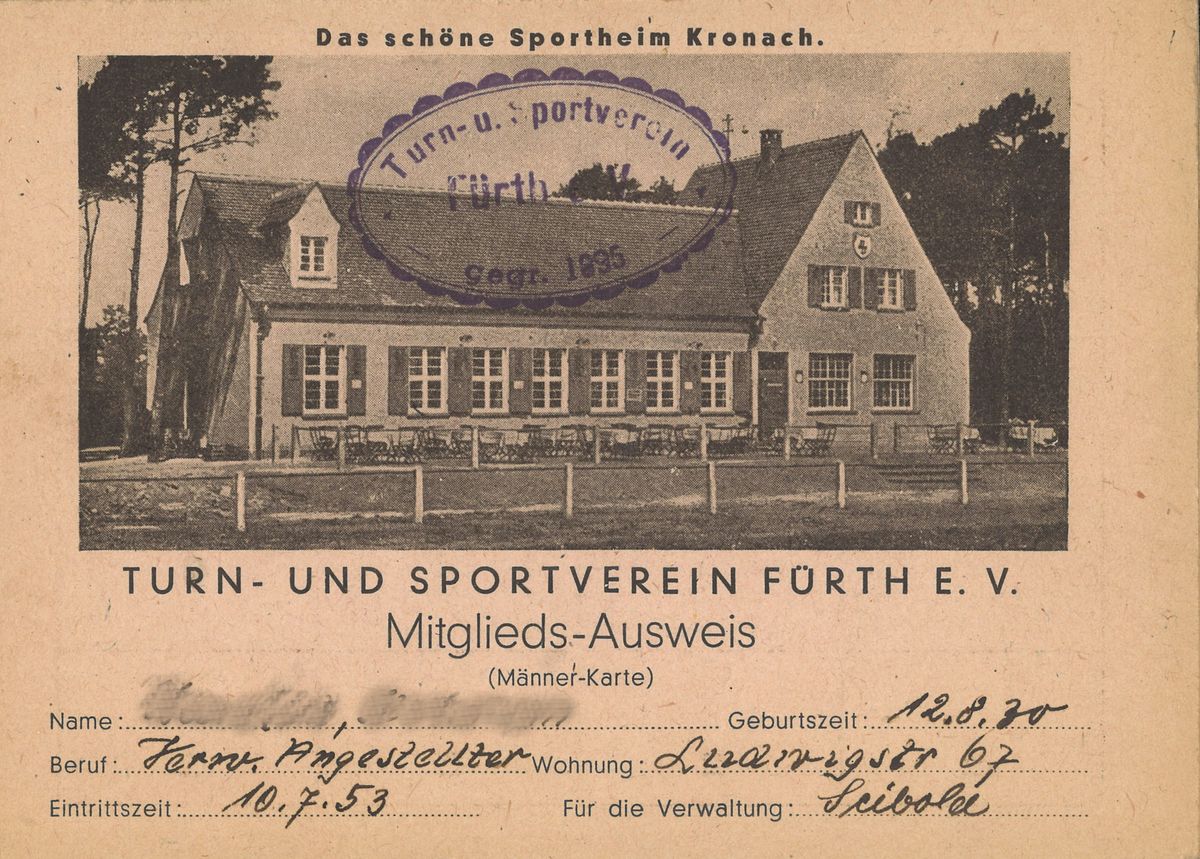 Das schöne Sportheim Kronach.
Turn- u. Sportverein
Fürth e.V.
gegr. 1895
TURN- UND SPORTVEREIN FÜRTH E. V.
Mitglieds-Ausweis
(Männer-Karte)
Name: Geburtszeit: 12.8.20
Beruf: Verw. Angestellter Wohnung: Ludwigstr 67
Eintrittszeit: 10.7.53 Für die Verwaltung: Seibold